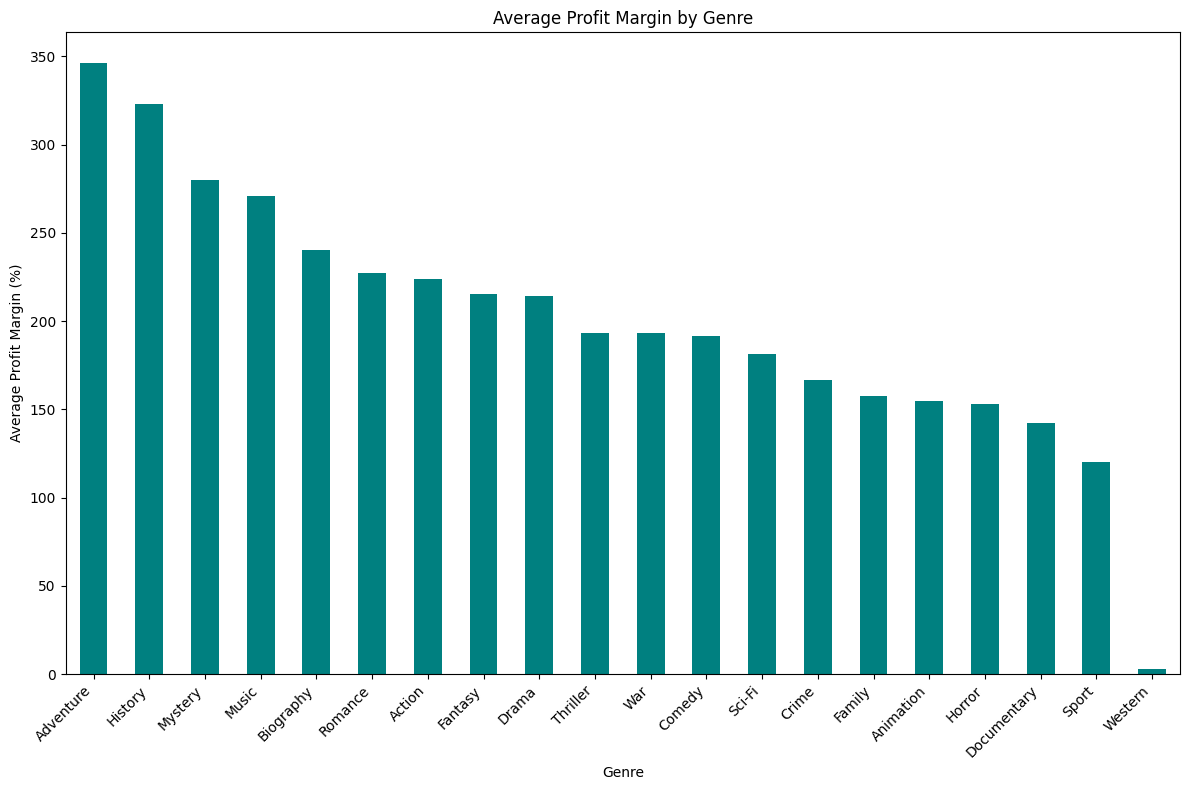 Average Profit Margin by Genre
350
300
250
200
150
100
50
0
Average Profit Margin (%)
Adventure
History
Mystery
Music
Biography
Romance
Action
Fantasy
Drama
Thriller
War
Comedy
Sci-Fi
Crime
Family
Animation
Horror
Documentary
Sport
Western
Genre